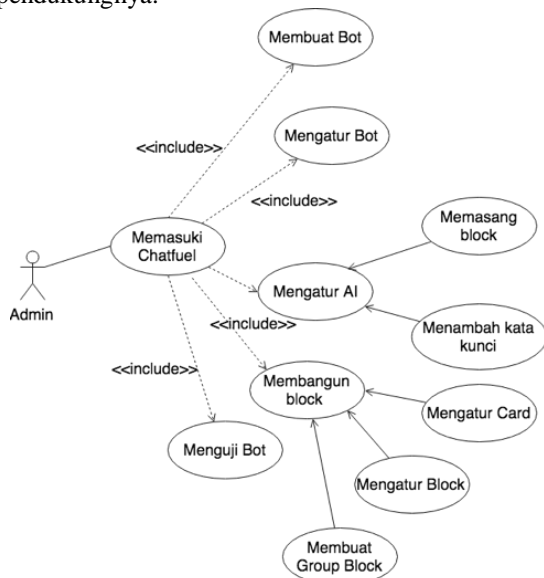 pendukungnya.
Membuat Bot
Mengatur Bot
<<include>>
<<include>>
Memasuki
Chatfuel
Memasang
block
Admin
Mengatur AI
<<include>>
Menambah kata
kunci
<<include>>
Membangun
block
Mengatur Card
Menguji Bot
Mengatur Block
Membuat
Group Block